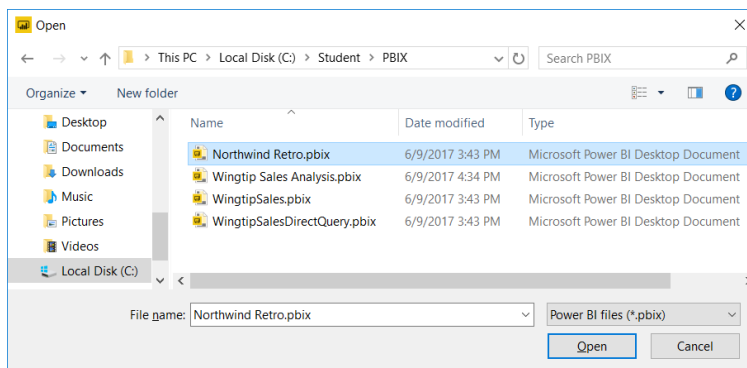 Open
This PC > Local Disk (C:) > Student > PBIX
Search PBIX
Organize
New folder
Desktop
Documents
Downloads
Music
Pictures
Videos
Local Disk (C:)
Name Date modified Type
Northwind Retro.pbix 6/9/2017 3:43 PM Microsoft Power BI Desktop Document
Wingtip Sales Analysis.pbix 6/9/2017 4:34 PM Microsoft Power BI Desktop Document
WingtipSales.pbix 6/9/2017 3:43 PM Microsoft Power BI Desktop Document
WingtipSalesDirectQuery.pbix 6/9/2017 3:43 PM Microsoft Power BI Desktop Document
File name: Northwind Retro.pbix
Power BI files (*.pbix)
Open
Cancel